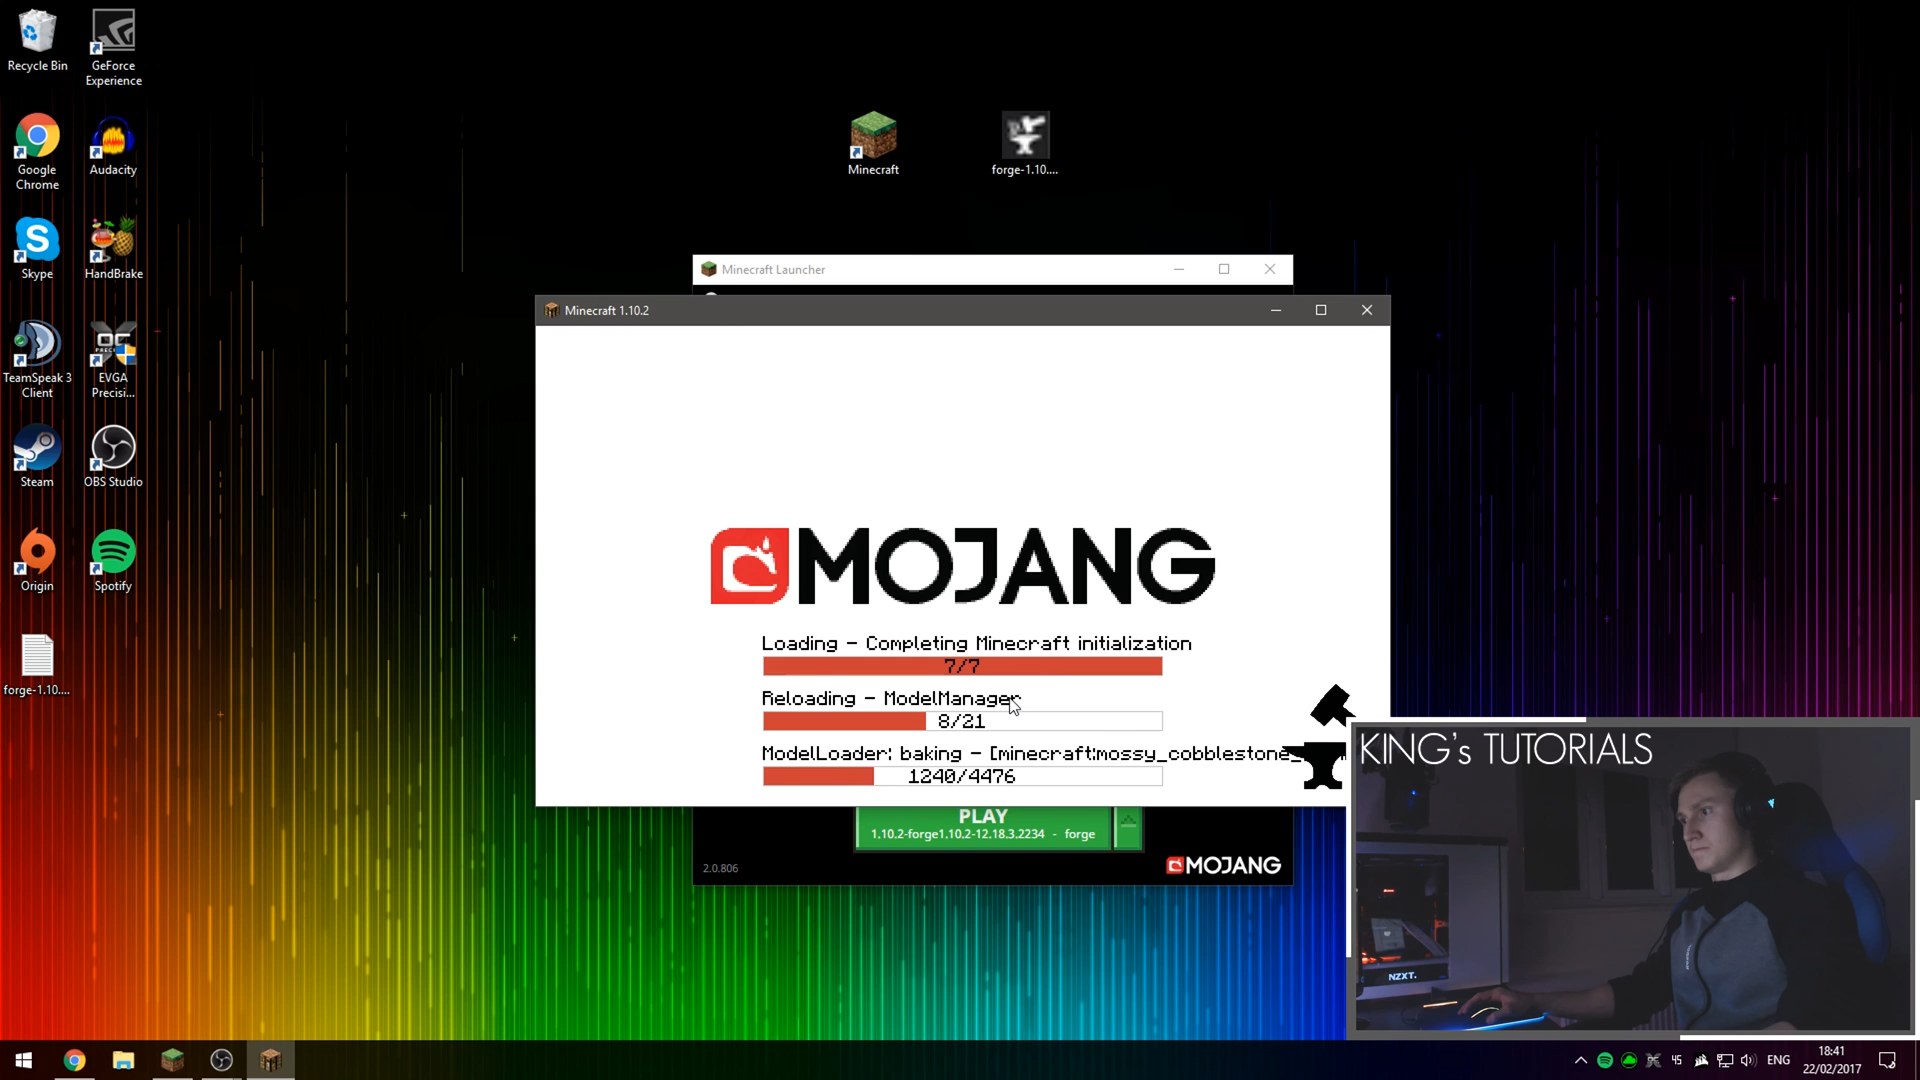 Recycle Bin
GeForce
Experience
Google
Chrome
Audacity
Skype
HandBrake
TeamSpeak 3
Client
EVGA
Precisi...
Steam
OBS Studio
Origin
Spotify
forge-1.10....
Minecraft
forge-1.10....
Minecraft Launcher
Minecraft 1.10.2
MOJANG
Loading - Completing Minecraft initialization
7/7
Reloading - ModelManager
8/21
ModelLoader: baking - [minecraft:mossy_cobblestone_
1240/4476
PLAY
1.10.2-forge1.10.2-12.18.3.2234 - forge
2.0.806
MOJANG
KING's TUTORIALS
NZXT.
45
ENG
18:41
22/02/2017